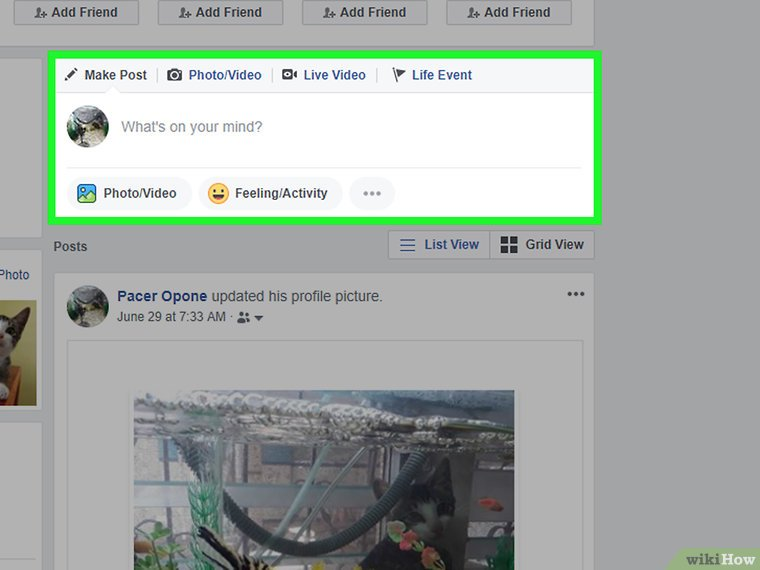 Add Friend Add Friend Add Friend Add Friend
Make Post Photo/Video Live Video Life Event
What's on your mind?
Photo/Video Feeling/Activity
Posts List View Grid View
Photo
Pacer Opone updated his profile picture.
June 29 at 7:33 AM
wikiHow